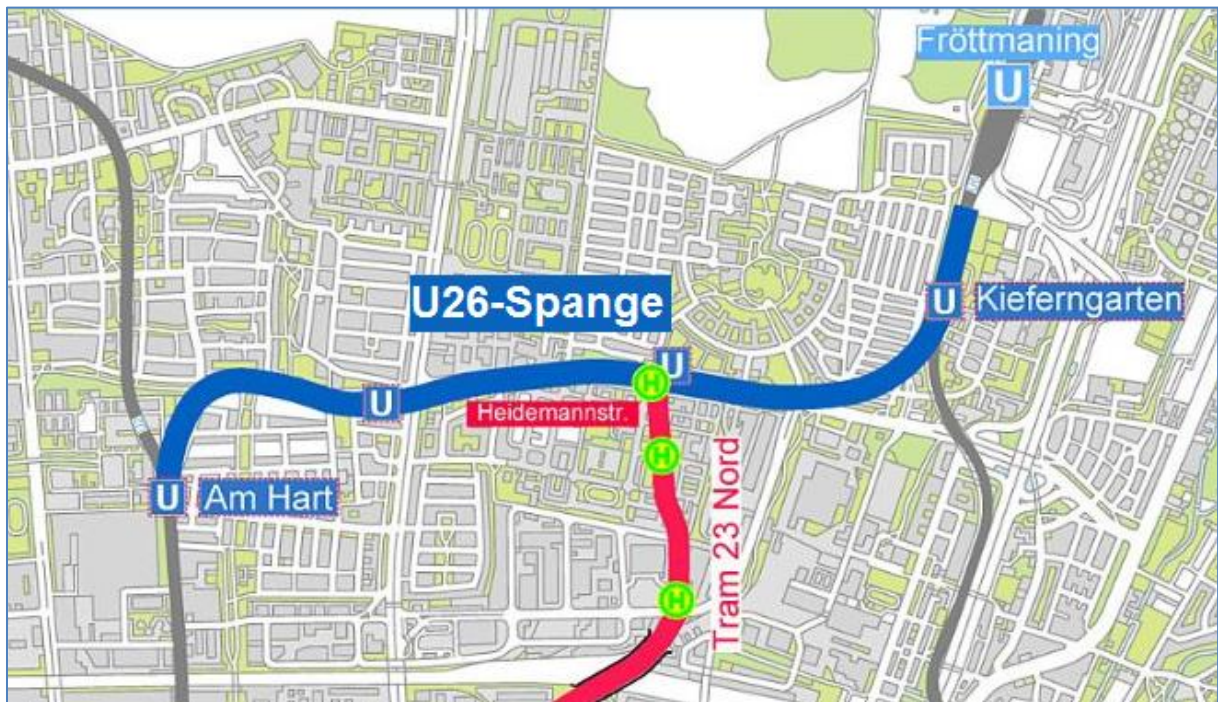 Fröttmaning
U
U26-Spange
U Kieferngarten
U
H
U
Heidemannstr.
H
U Am Hart
Tram 23 Nord
H